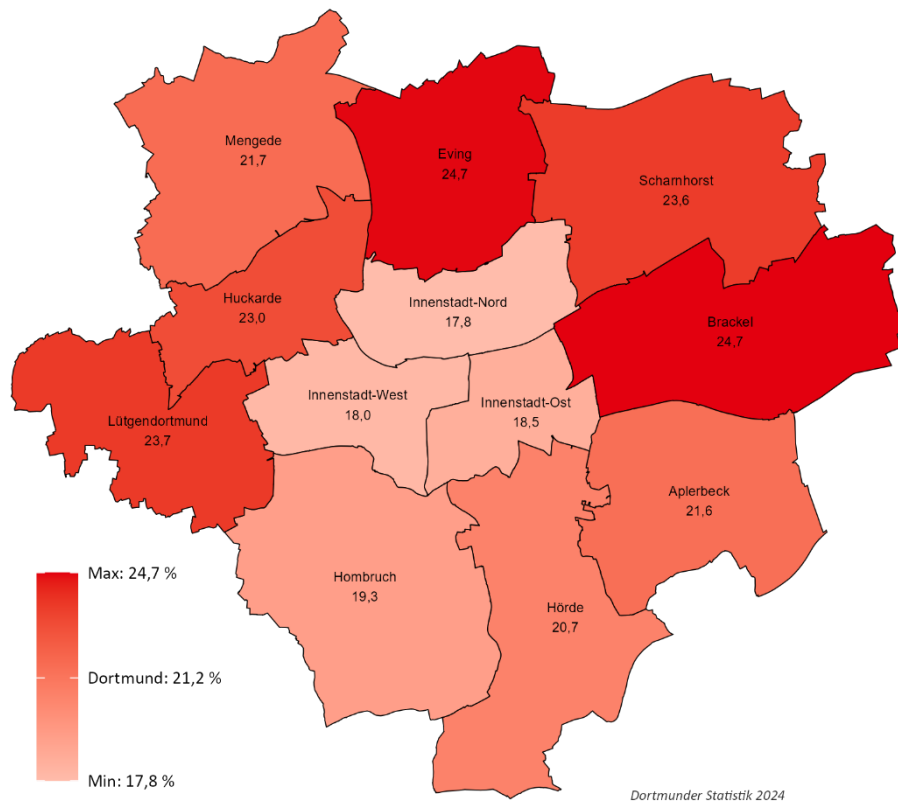 Mengede
21,7
Eving
24,7
Scharnhorst
23,6
Huckarde
23,0
Innenstadt-Nord
17,8
Brackel
24,7
Lütgendortmund
23,7
Innenstadt-West
18,0
Innenstadt-Ost
18,5
Aplerbeck
21,6
Hombruch
19,3
Hörde
20,7
Max: 24,7 %
Dortmund: 21,2 %
Min: 17,8 %
Dortmunder Statistik 2024